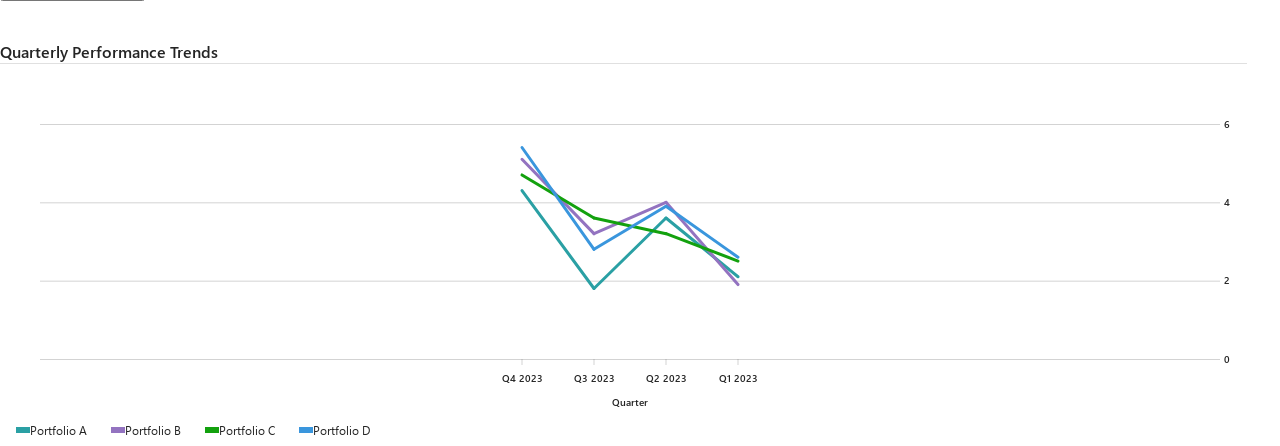 Quarterly Performance Trends
6
4
2
0
Q4 2023 Q3 2023 Q2 2023 Q1 2023
Quarter
Portfolio A Portfolio B Portfolio C Portfolio D